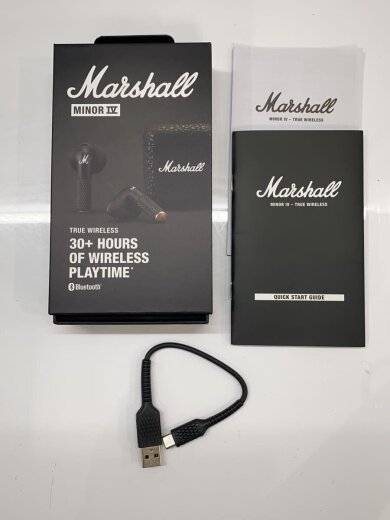 Marshall
MINOR IV
Marshall
TRUE WIRELESS
30+ HOURS
OF WIRELESS
PLAYTIME*
Bluetooth®
Marshall
MINOR IV – TRUE WIRELESS
Marshall
MINOR IV – TRUE WIRELESS
QUICK START GUIDE